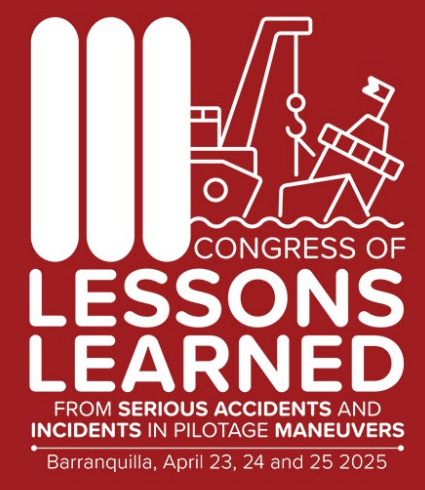 III
CONGRESS OF
LESSONS
LEARNED
FROM SERIOUS ACCIDENTS AND
INCIDENTS IN PILOTAGE MANEUVERS
Barranquilla, April 23, 24 and 25 2025